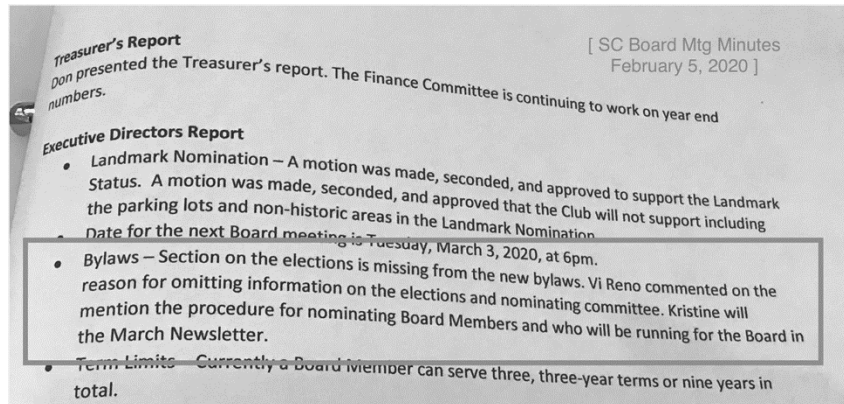 [ SC Board Mtg Minutes
February 5, 2020 ]
Treasurer's Report
Don presented the Treasurer's report. The Finance Committee is continuing to work on year end
numbers.
Executive Directors Report
• Landmark Nomination – A motion was made, seconded, and approved to support the Landmark
Status. A motion was made, seconded, and approved that the Club will not support including
the parking lots and non-historic areas in the Landmark Nomination
• Date for the next Board meeting is Tuesday, March 3, 2020, at 6pm.
• Bylaws – Section on the elections is missing from the new bylaws. Vi Reno commented on the
reason for omitting information on the elections and nominating committee. Kristine will
mention the procedure for nominating Board Members and who will be running for the Board in
the March Newsletter.
• Term Limits – Currently a Board Member can serve three, three-year terms or nine years in
total.